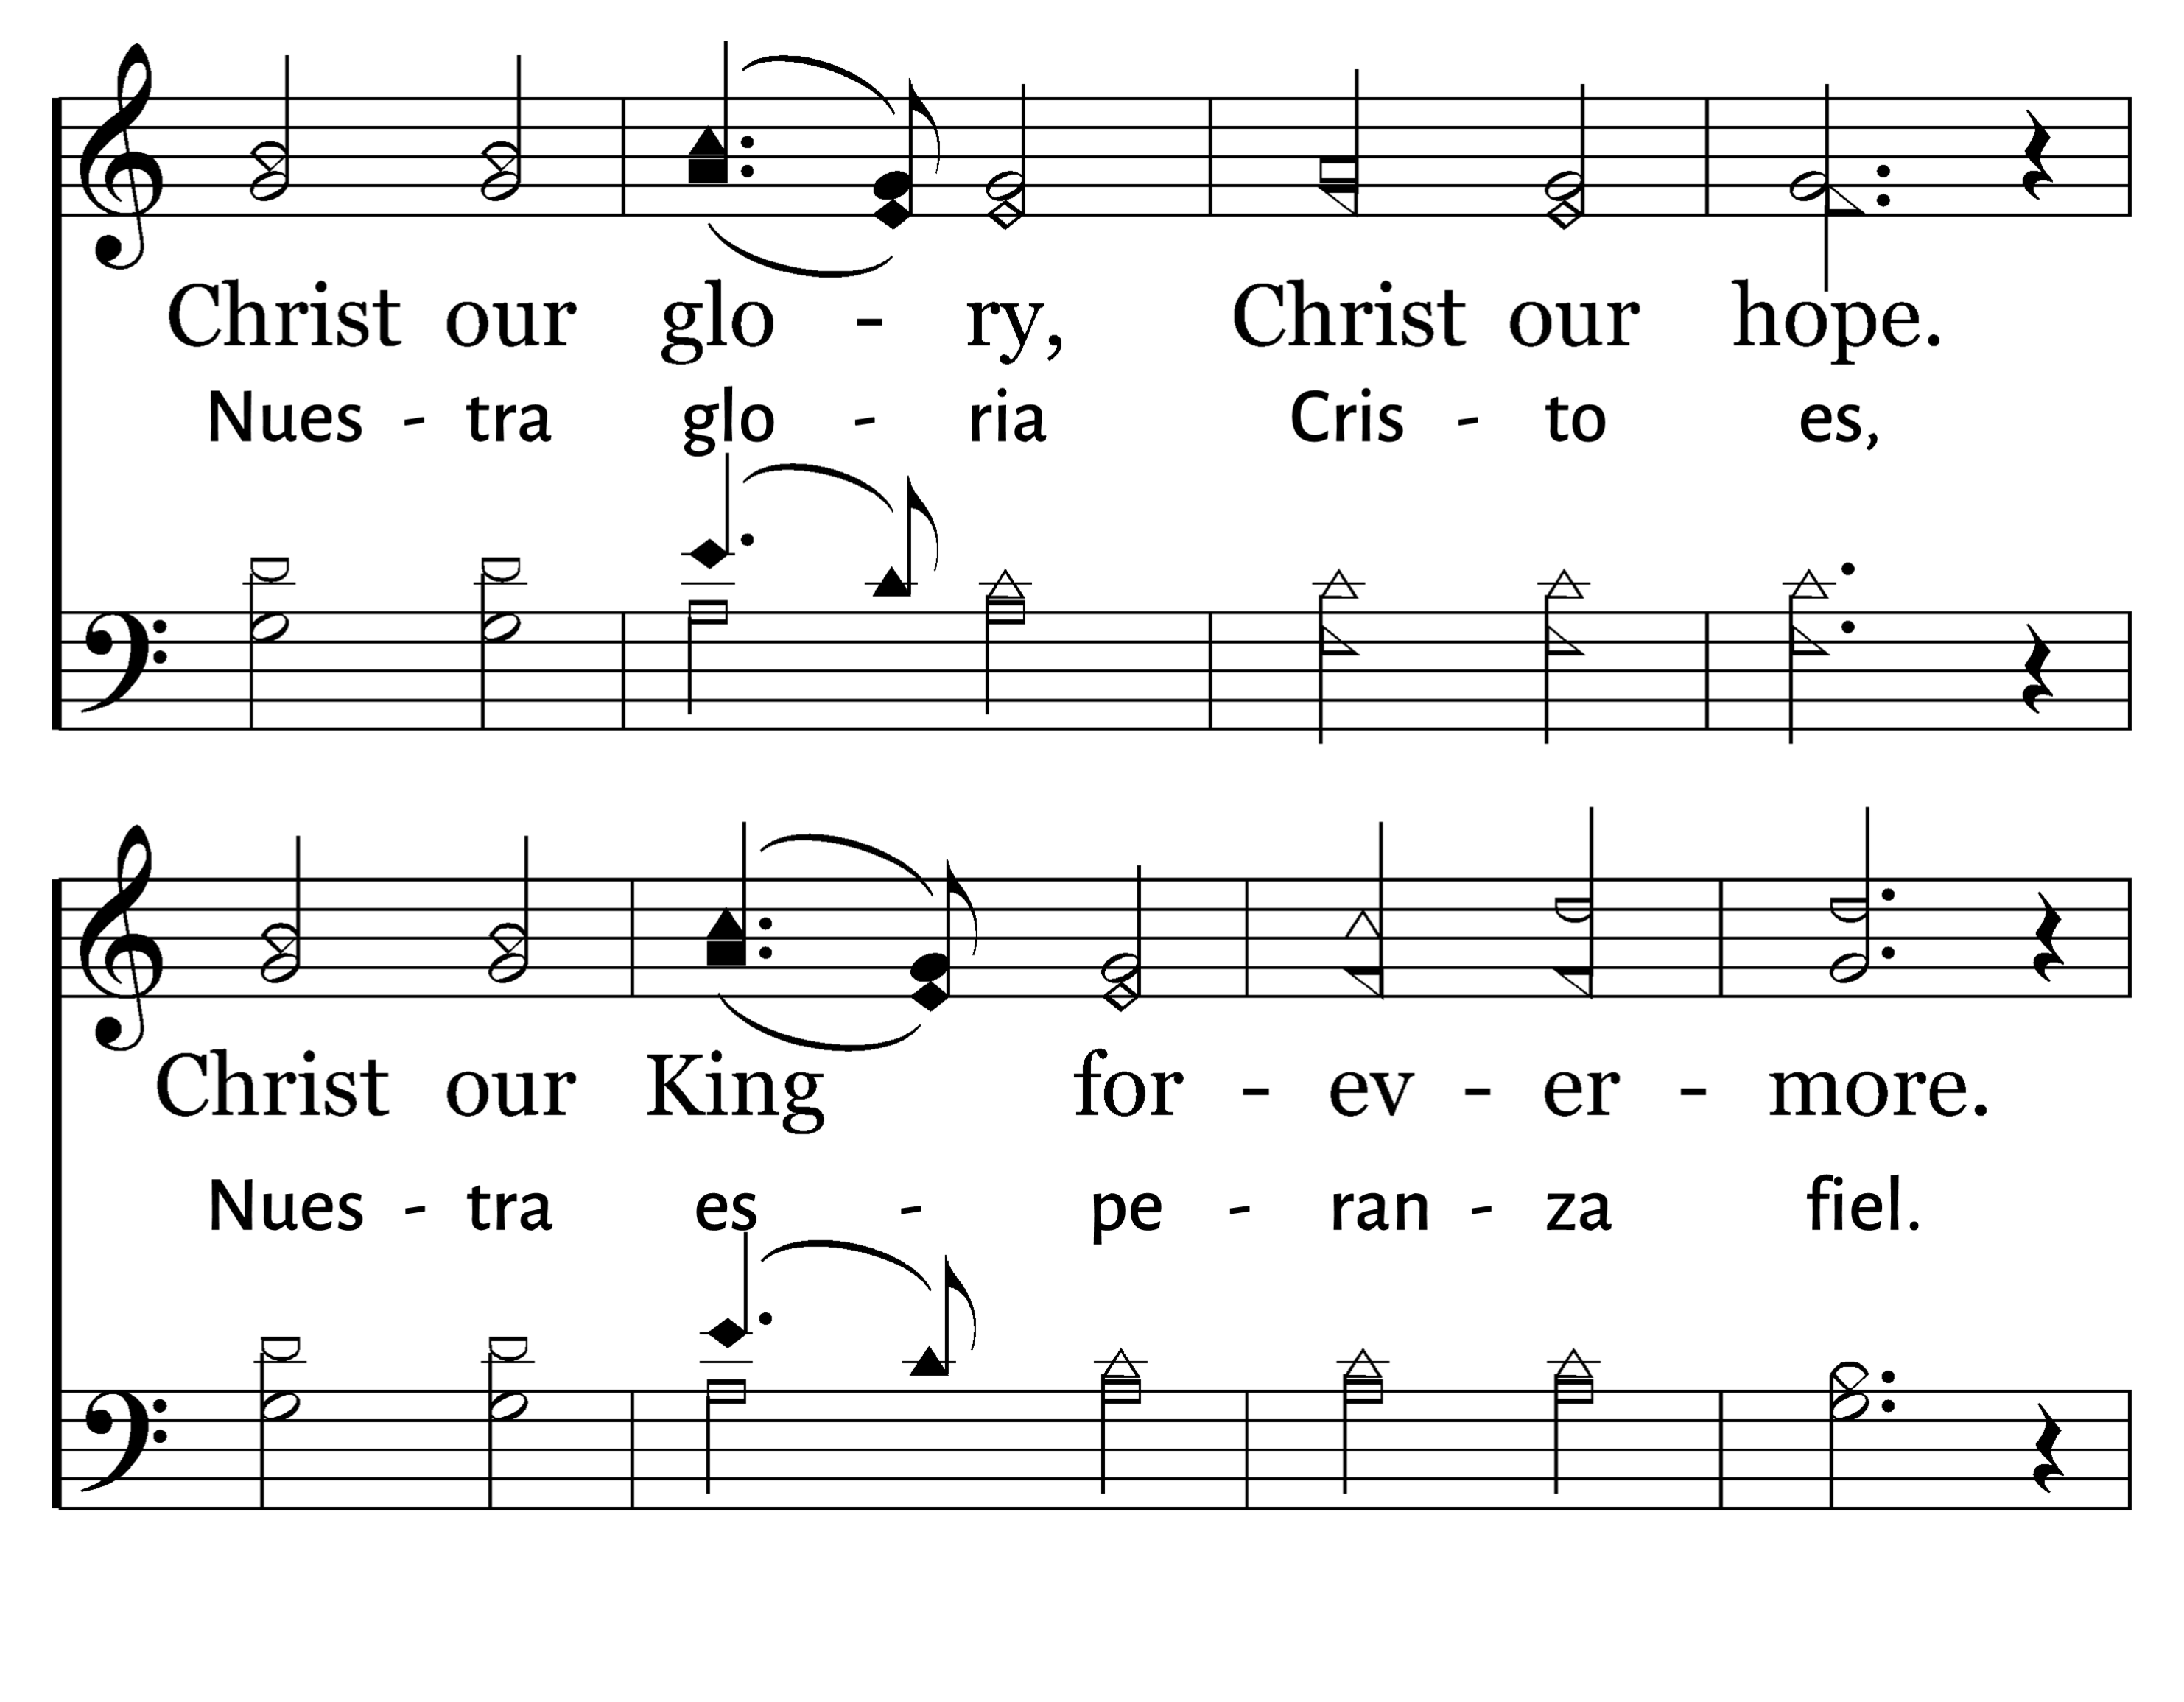 Christ our glo - ry, Christ our hope.
Nues - tra glo - ria Cris - to es,
Christ our King for - ev - er - more.
Nues - tra es - pe - ran - za fiel.